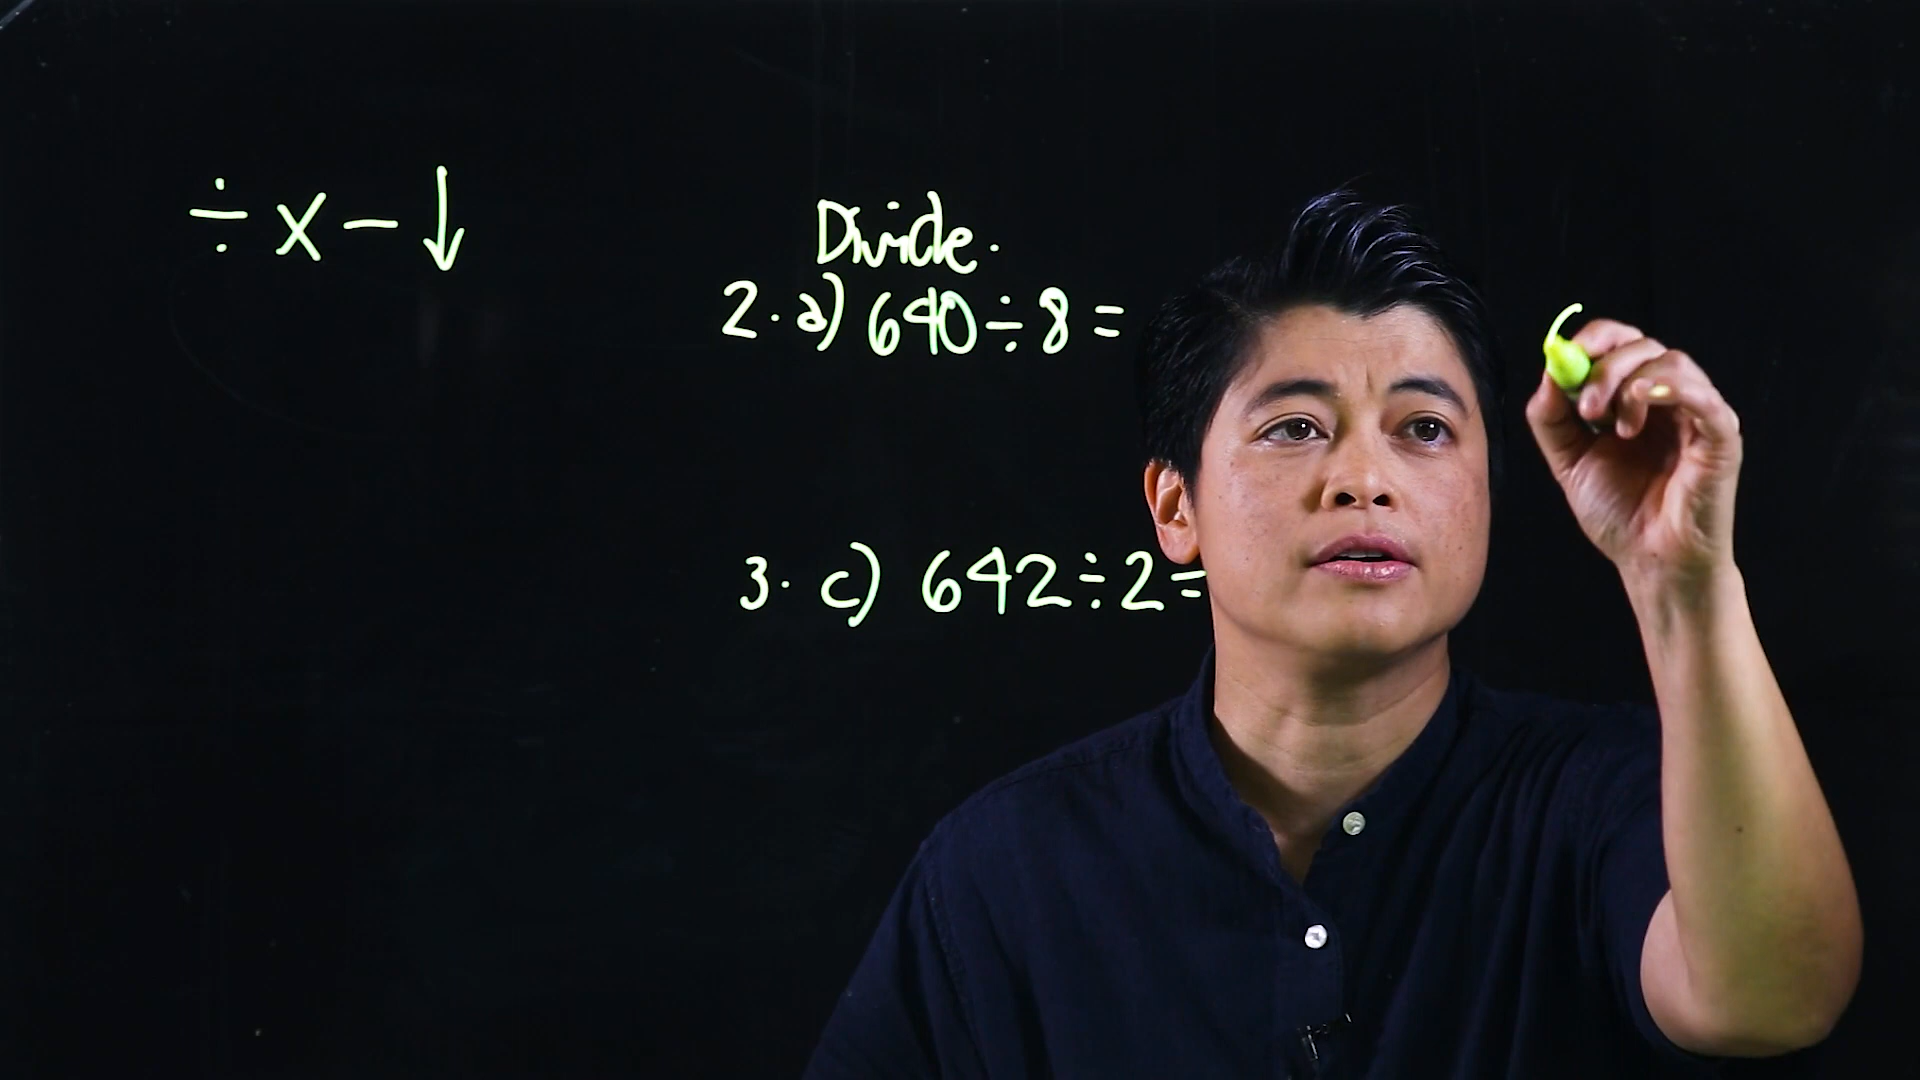 ÷ x − ↓
Divide.
2. a) 640 ÷ 8 =
3. c) 642 ÷ 2 =